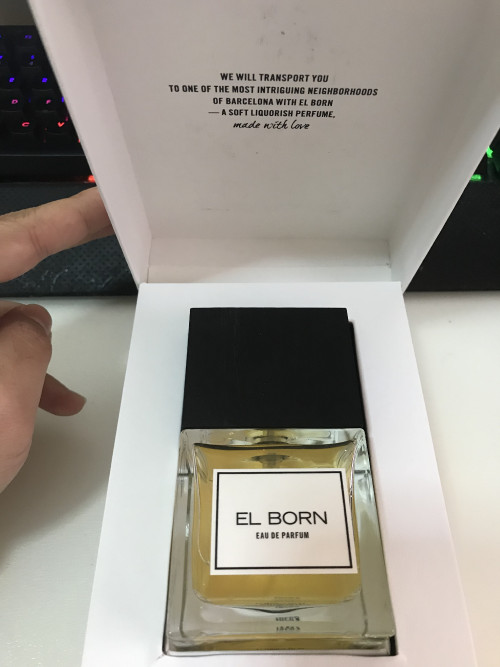 WE WILL TRANSPORT YOU
TO ONE OF THE MOST INTRIGUING NEIGHBORHOODS
OF BARCELONA WITH EL BORN
— A SOFT LIQUORISH PERFUME,
made with love
EL BORN
EAU DE PARFUM